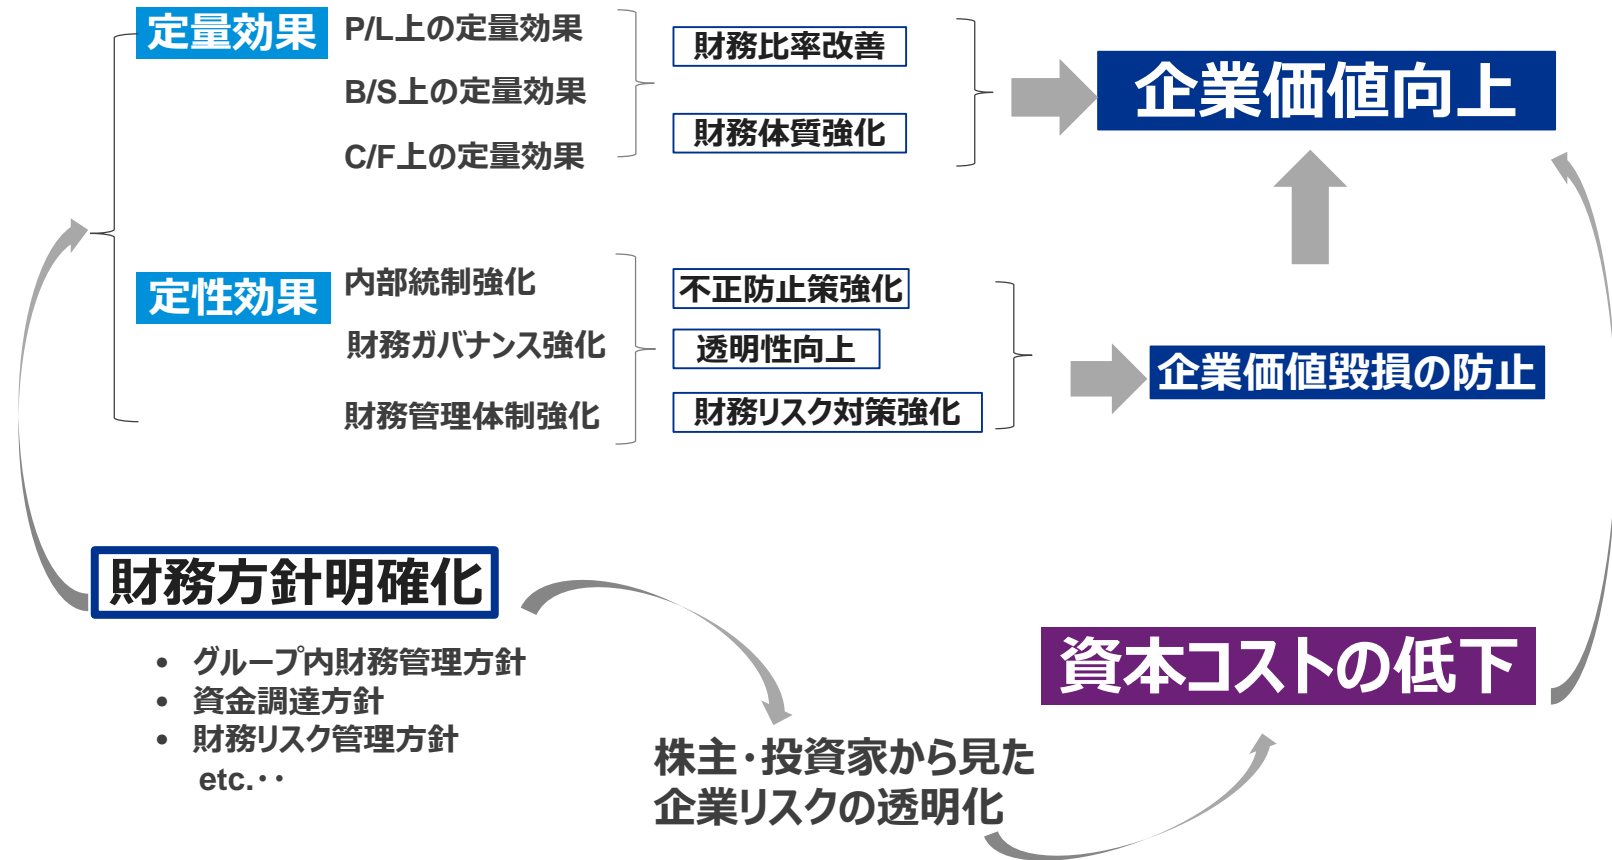 定量効果
P/L上の定量効果
B/S上の定量効果
C/F上の定量効果
財務比率改善
財務体質強化
企業価値向上
定性効果
内部統制強化
財務ガバナンス強化
財務管理体制強化
不正防止策強化
透明性向上
財務リスク対策強化
企業価値毀損の防止
財務方針明確化
• グループ内財務管理方針
• 資金調達方針
• 財務リスク管理方針
etc.・・
株主・投資家から見た
企業リスクの透明化
資本コストの低下